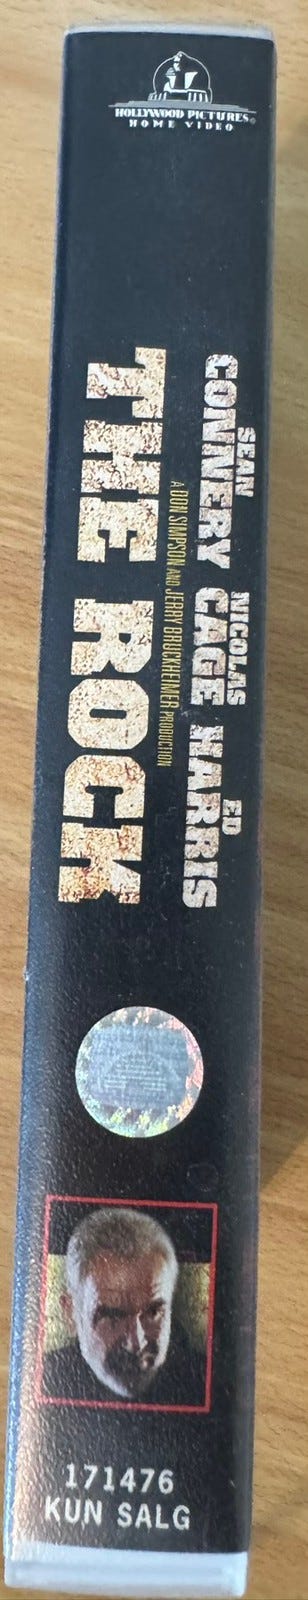 HOLLYWOOD PICTURES®
HOME VIDEO
SEAN NICOLAS ED
CONNERY CAGE HARRIS
A DON SIMPSON AND JERRY BRUCKHEIMER PRODUCTION
THE ROCK
171476
KUN SALG